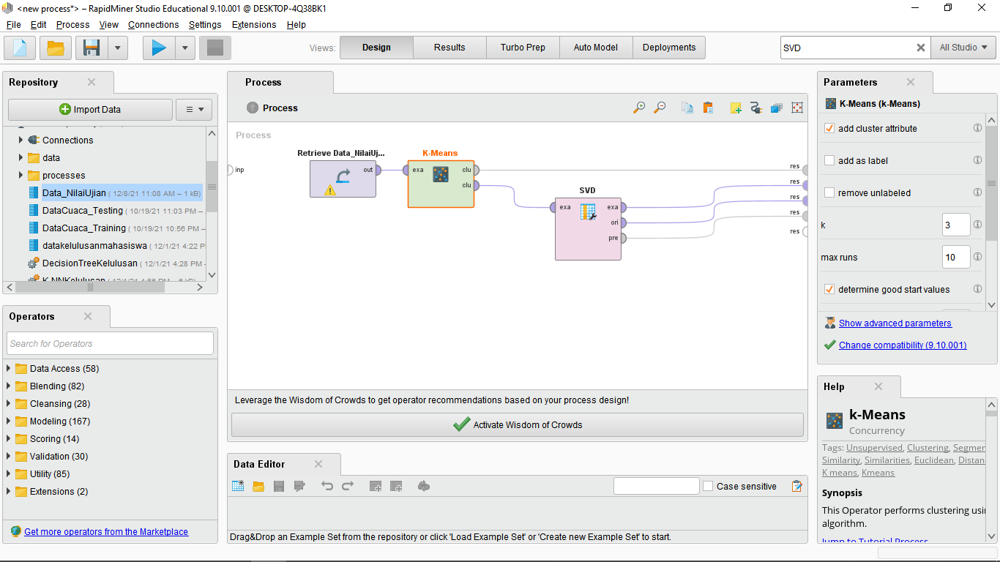 <new process*> – RapidMiner Studio Educational 9.10.001 @ DESKTOP-4Q38BK1
File Edit Process View Connections Settings Extensions Help
Views: Design Results Turbo Prep Auto Model Deployments
SVD All Studio
Repository
Import Data
Connections
data
processes
Data_NilaiUjian ( 12/8/21 11:08 AM – 1 kB)
DataCuaca_Testing ( 10/19/21 11:03 PM –
DataCuaca_Training ( 10/19/21 10:56 PM –
datakelulusanmahasiswa ( 12/1/21 4:22 P
DecisionTreeKelulusan ( 12/1/21 4:28 PM -
K-NNKelulusan ( 12/1/21 4:56 PM – 6 kB)
Operators
Search for Operators
Data Access (58)
Blending (82)
Cleansing (28)
Modeling (167)
Scoring (14)
Validation (30)
Utility (85)
Extensions (2)
Get more operators from the Marketplace
Process
Process
Process
inp
Retrieve Data_NilaiUj...
out
K-Means
exa clu
clu
SVD
exa exa
ori
pre
res
res
res
res
res
Leverage the Wisdom of Crowds to get operator recommendations based on your process design!
Activate Wisdom of Crowds
Data Editor
Case sensitive
Drag&Drop an Example Set from the repository or click 'Load Example Set' or 'Create new Example Set' to start.
Parameters
K-Means (k-Means)
add cluster attribute
add as label
remove unlabeled
k 3
max runs 10
determine good start values
Show advanced parameters
Change compatibility (9.10.001)
Help
k-Means
Concurrency
Tags: Unsupervised, Clustering, Segmen
Similarity, Similarities, Euclidean, Distan
K means, Kmeans
Synopsis
This Operator performs clustering usin
algorithm.
Jump to Tutorial Process